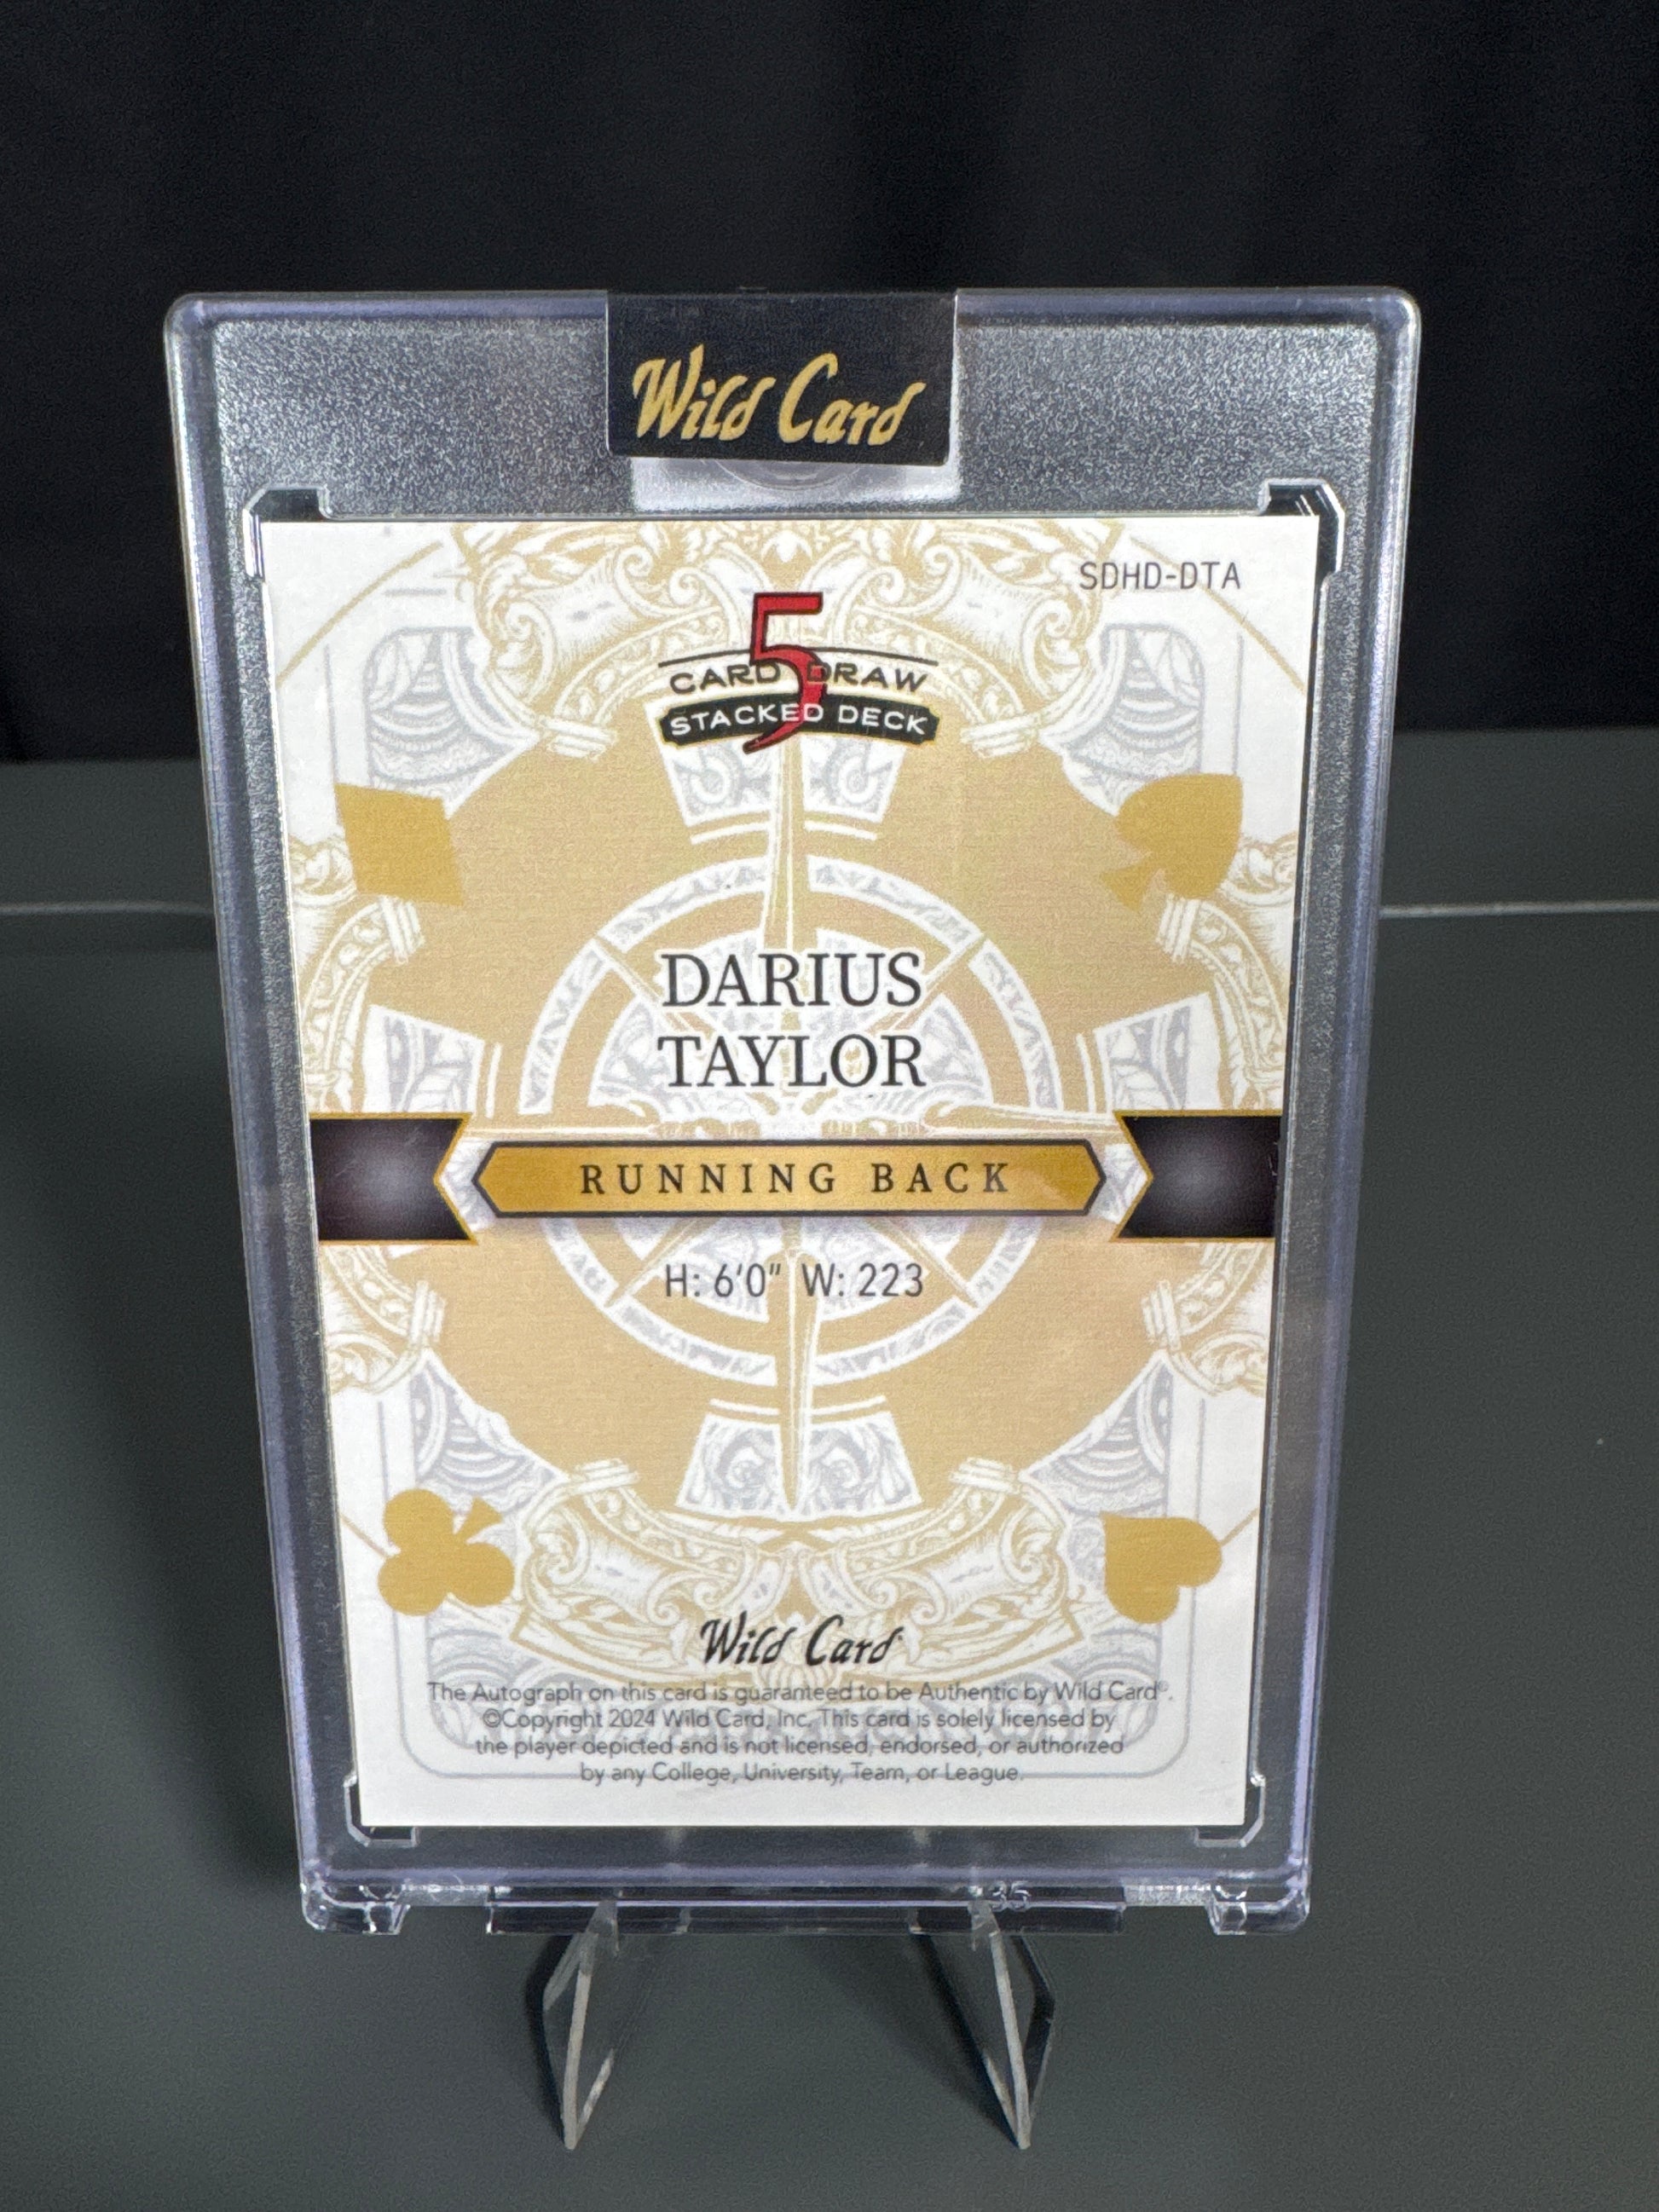 Wild Card
SDHD-DTA
5
CARD DRAW
STACKED DECK
DARIUS
TAYLOR
RUNNING BACK
H: 6'0" W: 223
Wild Card
The Autograph on this card is guaranteed to be Authentic by Wild Card®.
©Copyright 2024 Wild Card, Inc. This card is solely licensed by
the player depicted and is not licensed, endorsed, or authorized
by any College, University, Team, or League.
35